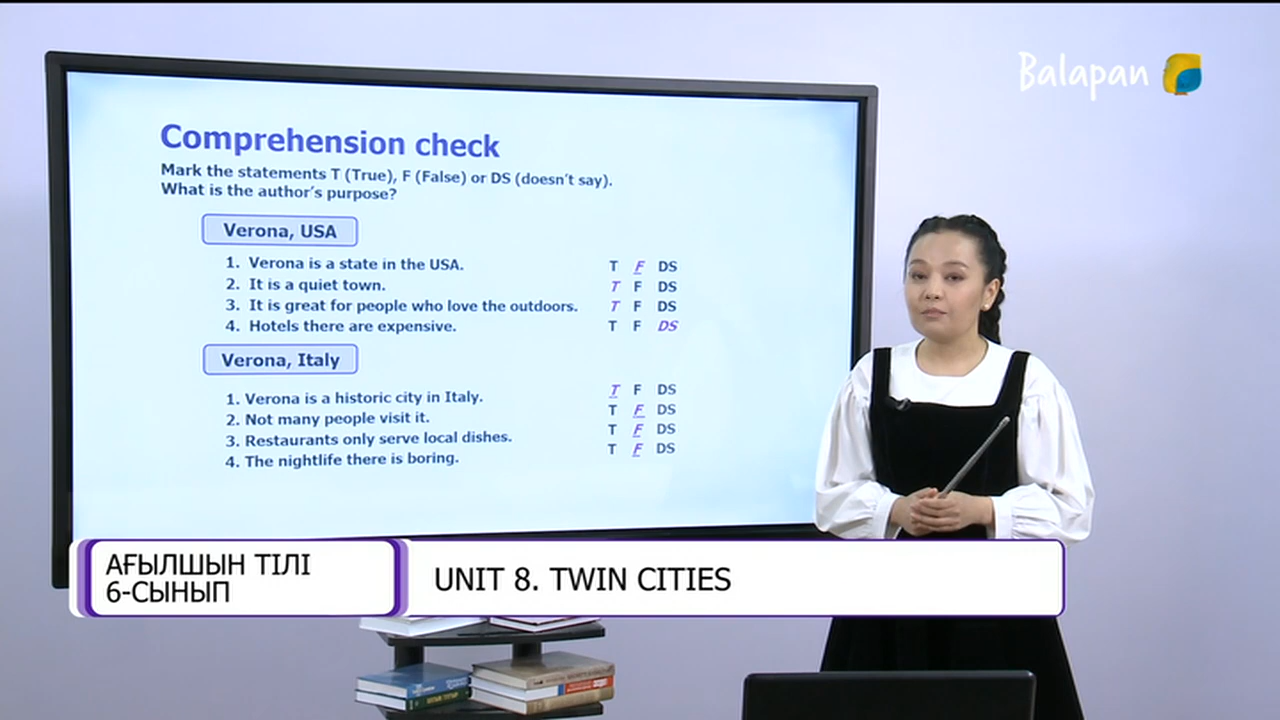 Balapan
Comprehension check
Mark the statements T (True), F (False) or DS (doesn't say).
What is the author's purpose?
Verona, USA
1. Verona is a state in the USA. T F DS
2. It is a quiet town. T F DS
3. It is great for people who love the outdoors. T F DS
4. Hotels there are expensive. T F DS
Verona, Italy
1. Verona is a historic city in Italy. T F DS
2. Not many people visit it. T F DS
3. Restaurants only serve local dishes. T F DS
4. The nightlife there is boring. T F DS
АҒЫЛШЫН ТІЛІ
6-СЫНЫП
UNIT 8. TWIN CITIES